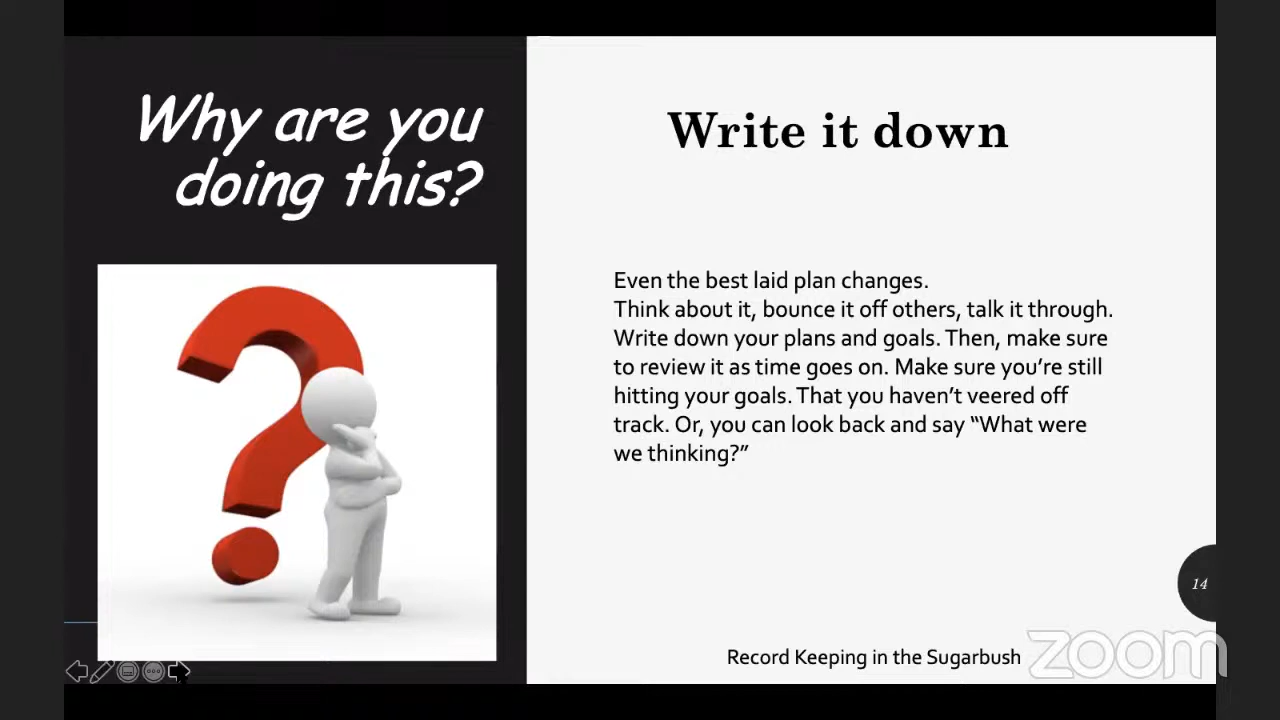 Why are you
doing this?
Write it down
Even the best laid plan changes.
Think about it, bounce it off others, talk it through.
Write down your plans and goals. Then, make sure
to review it as time goes on. Make sure you’re still
hitting your goals. That you haven’t veered off
track. Or, you can look back and say “What were
we thinking?”
14
Record Keeping in the Sugarbush
zoom